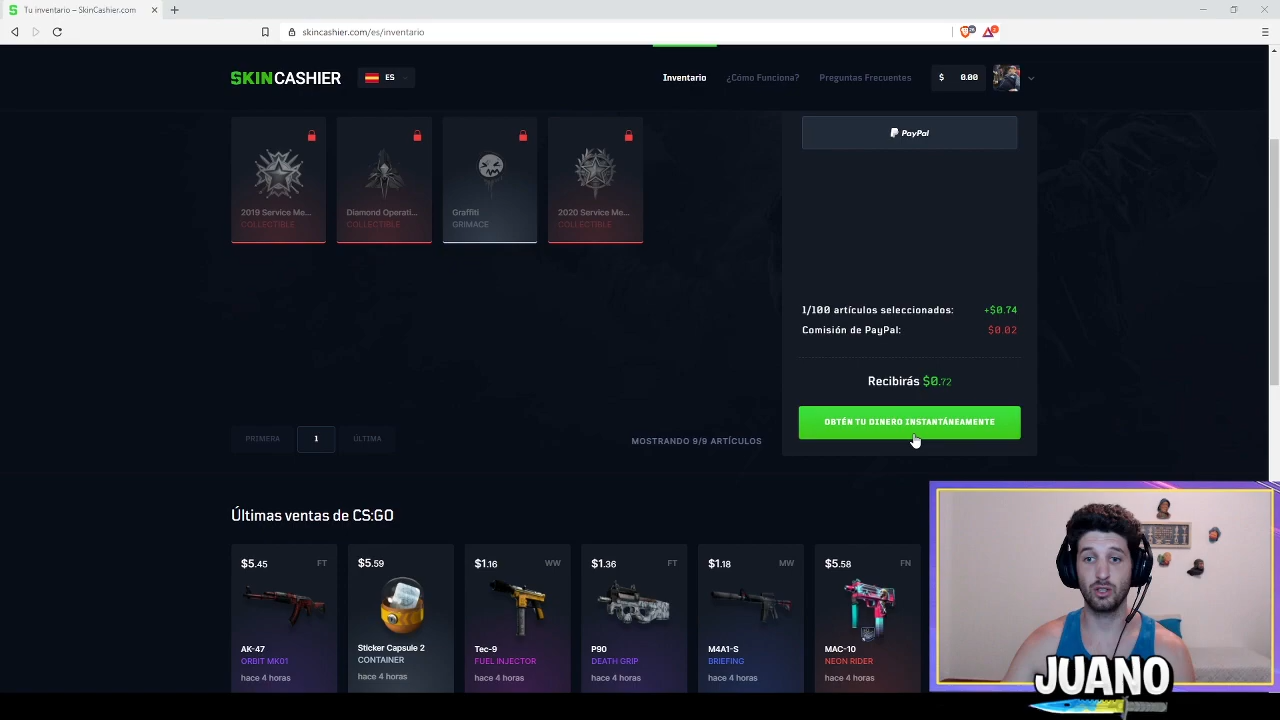 Tu inventario – SkinCashier.com
skincashier.com/es/inventario
SKINCASHIER
ES
Inventario
¿Cómo Funciona?
Preguntas Frecuentes
$ 0.00
2019 Service Me...
COLLECTIBLE
Diamond Operati...
COLLECTIBLE
Graffiti
GRIMACE
2020 Service Me...
COLLECTIBLE
PayPal
1/100 artículos seleccionados: +$0.74
Comisión de PayPal: $0.02
Recibirás $0.72
OBTÉN TU DINERO INSTANTÁNEAMENTE
PRIMERA 1 ÚLTIMA
MOSTRANDO 9/9 ARTÍCULOS
Últimas ventas de CS:GO
$5.45 FT
AK-47
ORBIT MK01
hace 4 horas
$5.59
Sticker Capsule 2
CONTAINER
hace 4 horas
$1.16 WW
Tec-9
FUEL INJECTOR
hace 4 horas
$1.36 FT
P90
DEATH GRIP
hace 4 horas
$1.18 MW
M4A1-S
BRIEFING
hace 4 horas
$5.58 FN
MAC-10
NEON RIDER
hace 4 horas
JUANO